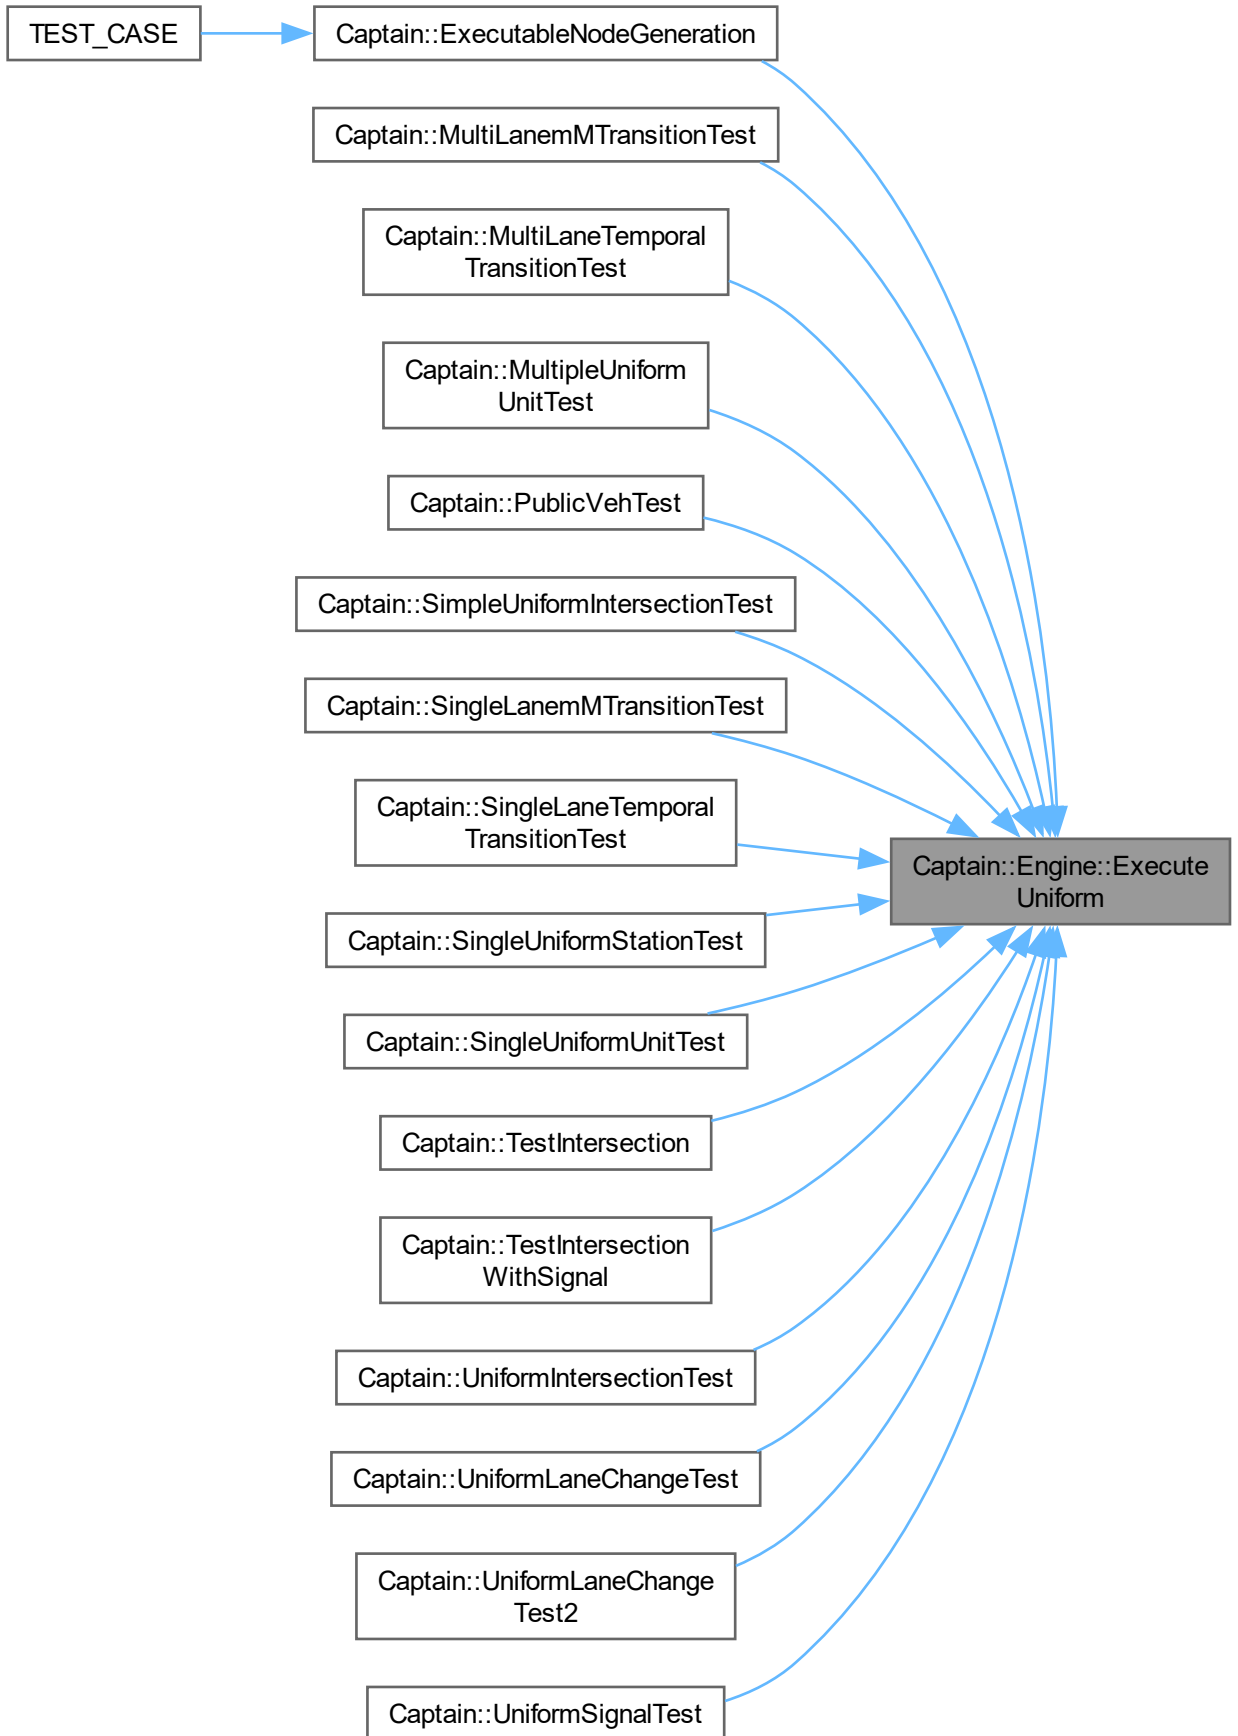 TEST_CASE
Captain::ExecutableNodeGeneration
Captain::MultiLanemMTransitionTest
Captain::MultiLaneTemporal
TransitionTest
Captain::MultipleUniform
UnitTest
Captain::PublicVehTest
Captain::SimpleUniformIntersectionTest
Captain::SingleLanemMTransitionTest
Captain::SingleLaneTemporal
TransitionTest
Captain::Engine::Execute
Uniform
Captain::SingleUniformStationTest
Captain::SingleUniformUnitTest
Captain::TestIntersection
Captain::TestIntersection
WithSignal
Captain::UniformIntersectionTest
Captain::UniformLaneChangeTest
Captain::UniformLaneChange
Test2
Captain::UniformSignalTest